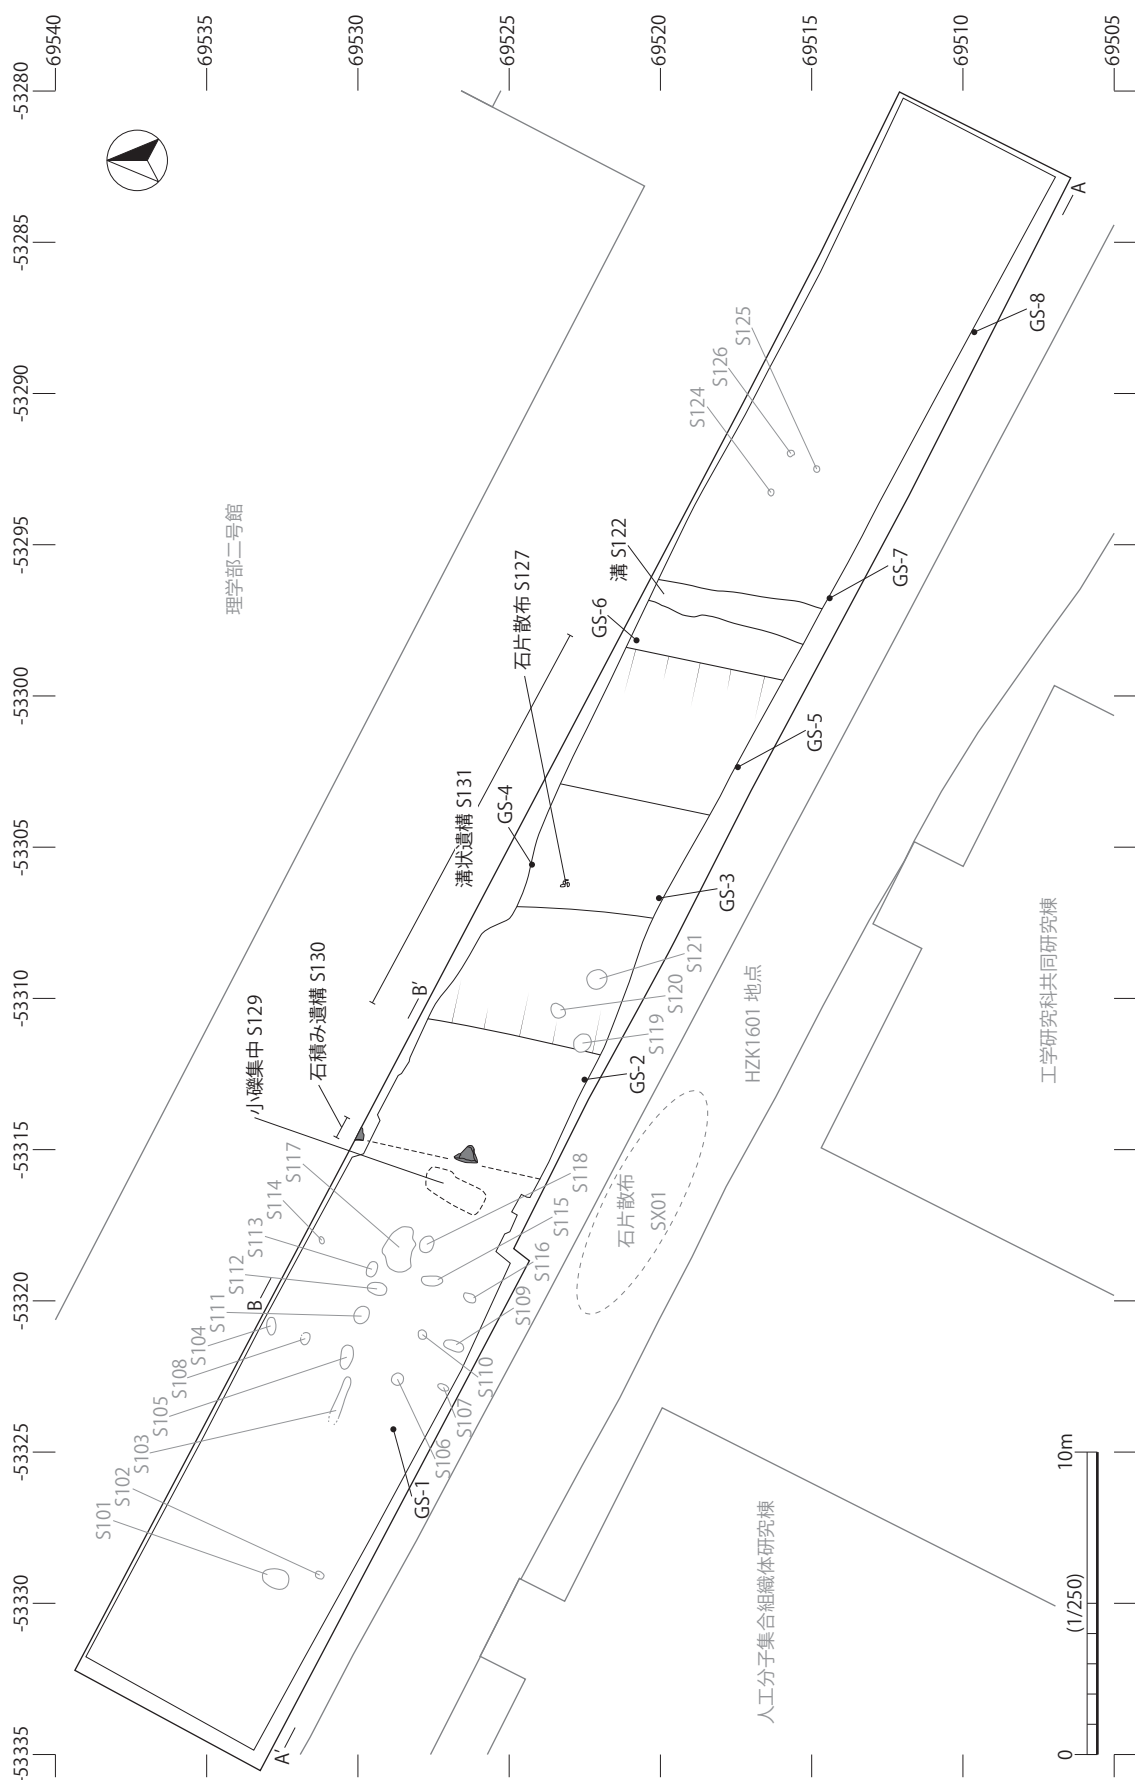 69540
69535
69530
69525
69520
69515
69510
69505
-53280
-53285
-53290
-53295
-53300
-53305
-53310
-53315
-53320
-53325
-53330
-53335
理学部二号館
S124
S126
S125
GS-8
A
溝 S122
GS-6
GS-7
石片散布 S127
GS-5
溝状遺構 S131
GS-4
GS-3
B'
石積み遺構 S130
小礫集中 S129
S121
S120
S119
GS-2
HZK1601 地点
工学研究科共同研究棟
S117
S114
S113
S112
B
S111
S104
S108
S105
S103
S102
S101
S118
S115
S116
S109
S110
S107
S106
GS-1
石片散布
SX01
人工分子集合組織体研究棟
A'
0
(1/250)
10m